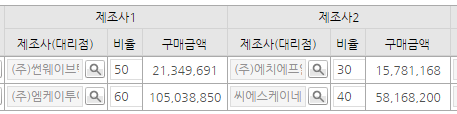 제조사1 제조사2
제조사(대리점) 비율 구매금액 제조사(대리점) 비율 구매금액
(주)썬웨이브 50 21,349,691 (주)에치에프 30 15,781,168
(주)엠케이투 60 105,038,850 씨에스케이네 40 58,168,200